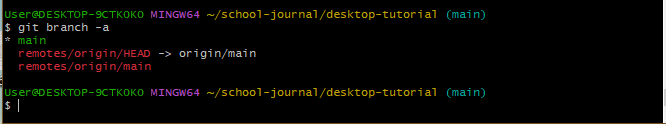 User@DESKTOP-9CTKOKO MINGW64 ~/school-journal/desktop-tutorial (main)
$ git branch -a
* main
  remotes/origin/HEAD -> origin/main
  remotes/origin/main

User@DESKTOP-9CTKOKO MINGW64 ~/school-journal/desktop-tutorial (main)
$